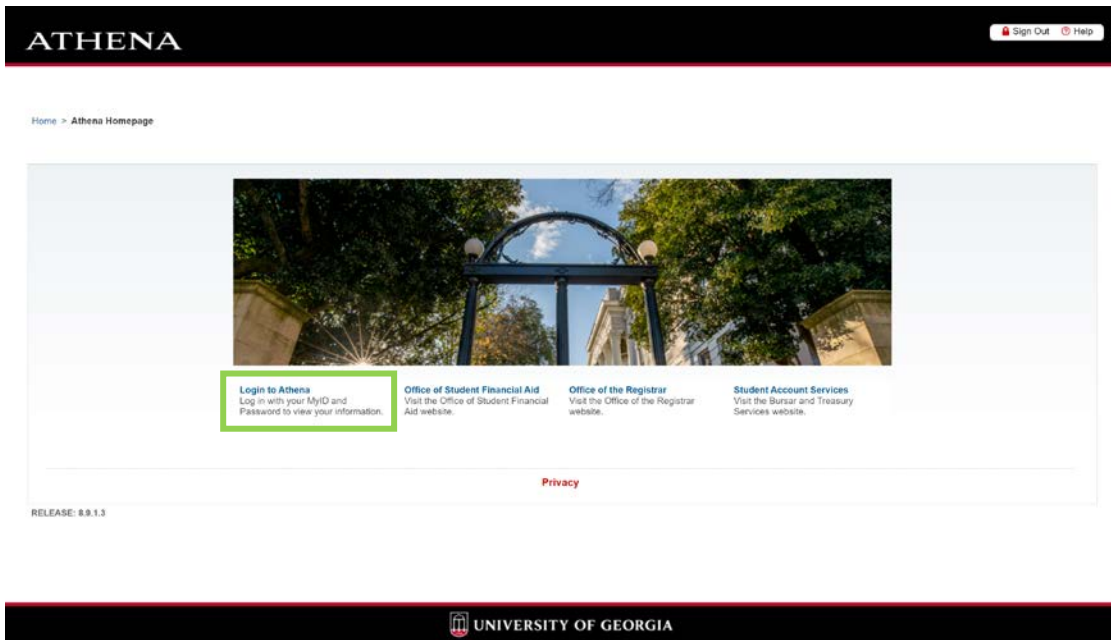 ATHENA
Sign Out Help
Home > Athena Homepage
Login to Athena
Log in with your MyID and
Password to view your information.
Office of Student Financial Aid
Visit the Office of Student Financial
Aid website.
Office of the Registrar
Visit the Office of the Registrar
website.
Student Account Services
Visit the Bursar and Treasury
Services website.
Privacy
RELEASE: 8.9.1.3
UNIVERSITY OF GEORGIA